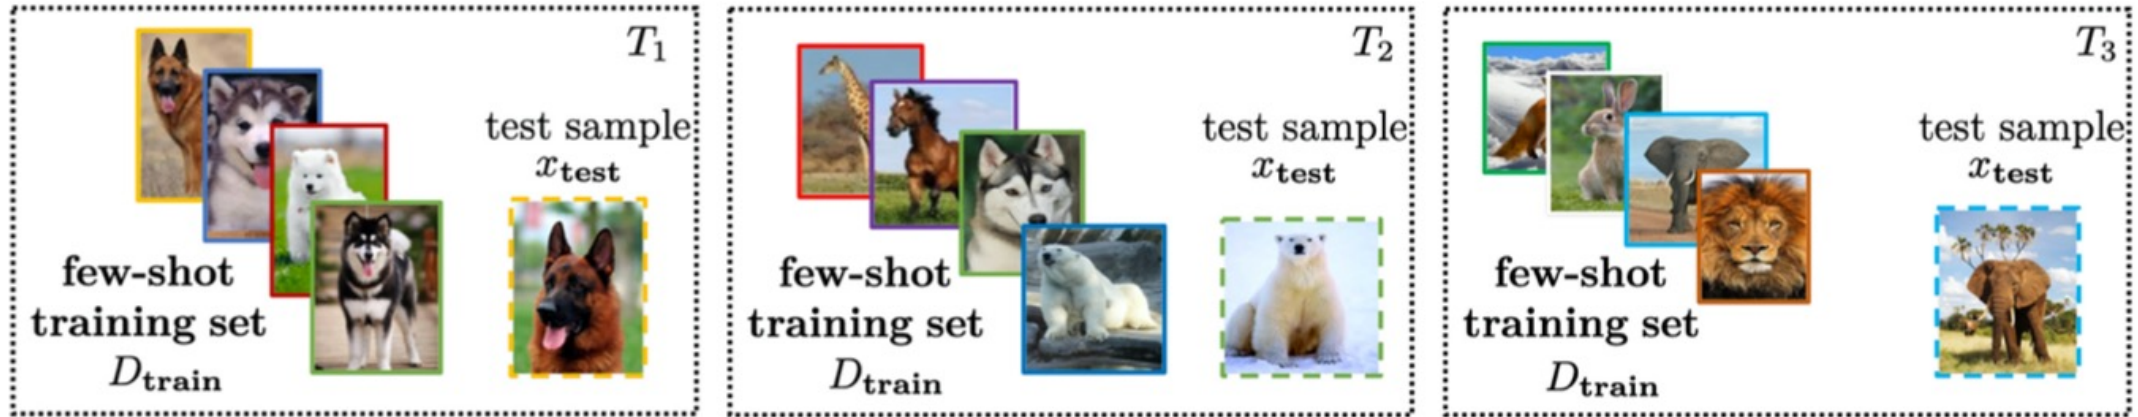 T₁
test sample
x_test
few-shot
training set
D_train
T₂
test sample
x_test
few-shot
training set
D_train
T₃
test sample
x_test
few-shot
training set
D_train